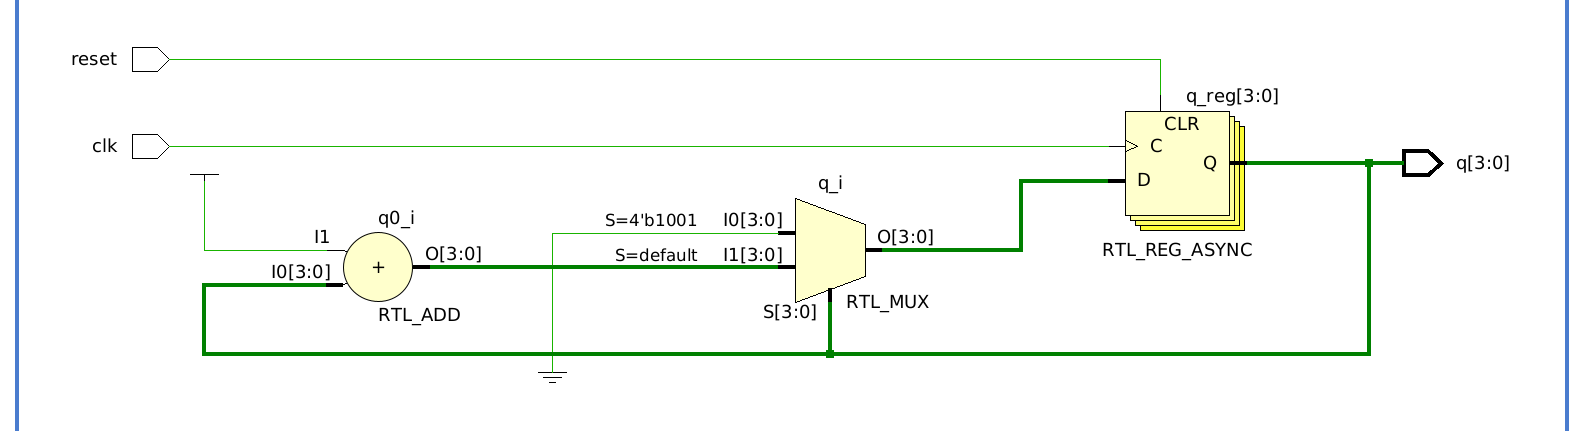 reset
q_reg[3:0]
CLR
clk
C
Q
q[3:0]
D
q_i
q0_i
S=4'b1001 I0[3:0]
I1
O[3:0]
O[3:0]
S=default I1[3:0]
RTL_REG_ASYNC
I0[3:0]
+
RTL_MUX
S[3:0]
RTL_ADD